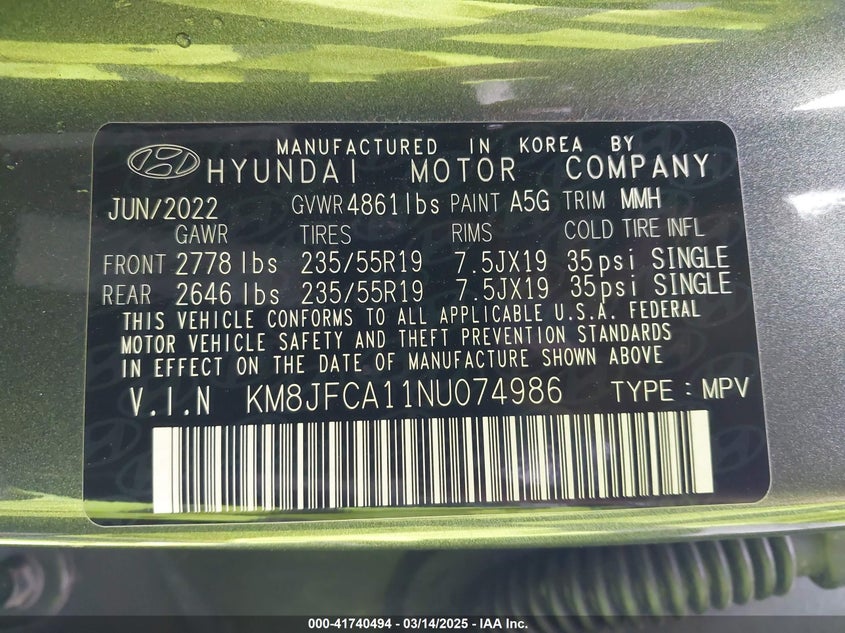 MANUFACTURED IN KOREA BY
HYUNDAI MOTOR COMPANY
JUN/2022 GVWR 4861 lbs PAINT A5G TRIM MMH
GAWR TIRES RIMS COLD TIRE INFL
FRONT 2778 lbs 235/55R19 7.5JX19 35psi SINGLE
REAR 2646 lbs 235/55R19 7.5JX19 35psi SINGLE
THIS VEHICLE CONFORMS TO ALL APPLICABLE U.S.A. FEDERAL
MOTOR VEHICLE SAFETY AND THEFT PREVENTION STANDARDS
IN EFFECT ON THE DATE OF MANUFACTURE SHOWN ABOVE
V.I.N KM8JFCA11NU074986 TYPE : MPV
000-41740494 - 03/14/2025 - IAA Inc.